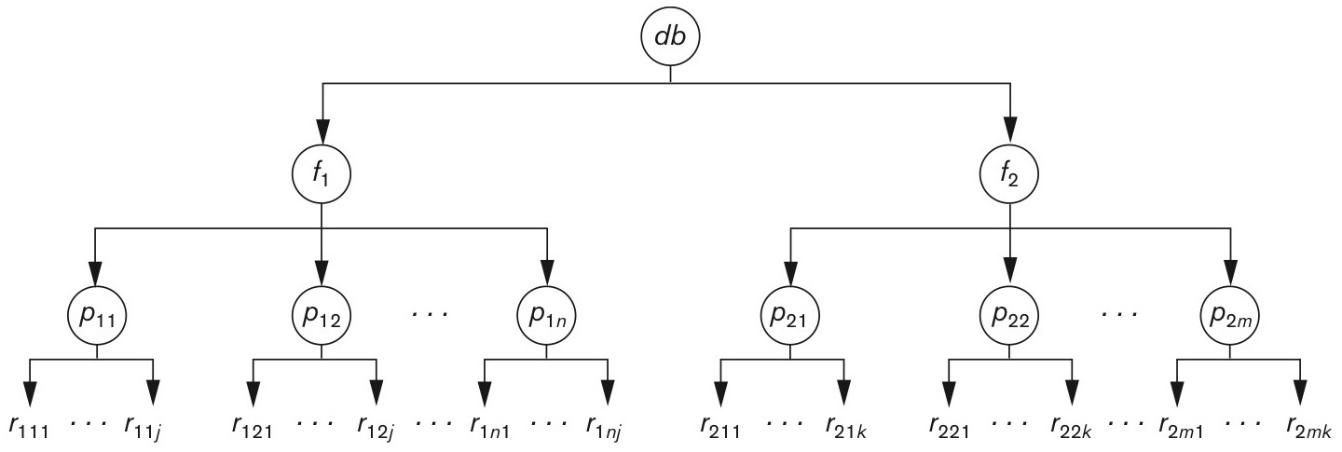 db
f₁ f₂
p₁₁ p₁₂ · · · p₁ₙ p₂₁ p₂₂ · · · p₂ₘ
r₁₁₁ · · · r₁₁ⱼ r₁₂₁ · · · r₁₂ⱼ · · · r₁ₙ₁ · · · r₁ₙⱼ r₂₁₁ · · · r₂₁ₖ r₂₂₁ · · · r₂₂ₖ · · · r₂ₘ₁ · · · r₂ₘₖ